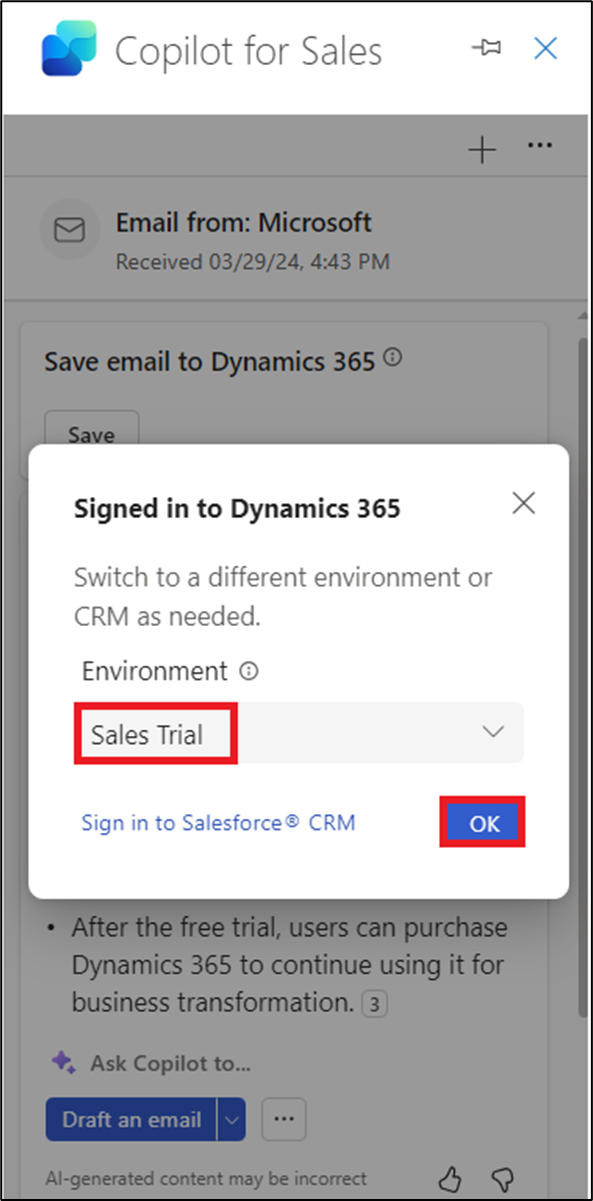 Copilot for Sales
Email from: Microsoft
Received 03/29/24, 4:43 PM
Save email to Dynamics 365
Save
Signed in to Dynamics 365
Switch to a different environment or
CRM as needed.
Environment
Sales Trial
Sign in to Salesforce® CRM
OK
• After the free trial, users can purchase
Dynamics 365 to continue using it for
business transformation. 3
Ask Copilot to...
Draft an email
AI-generated content may be incorrect